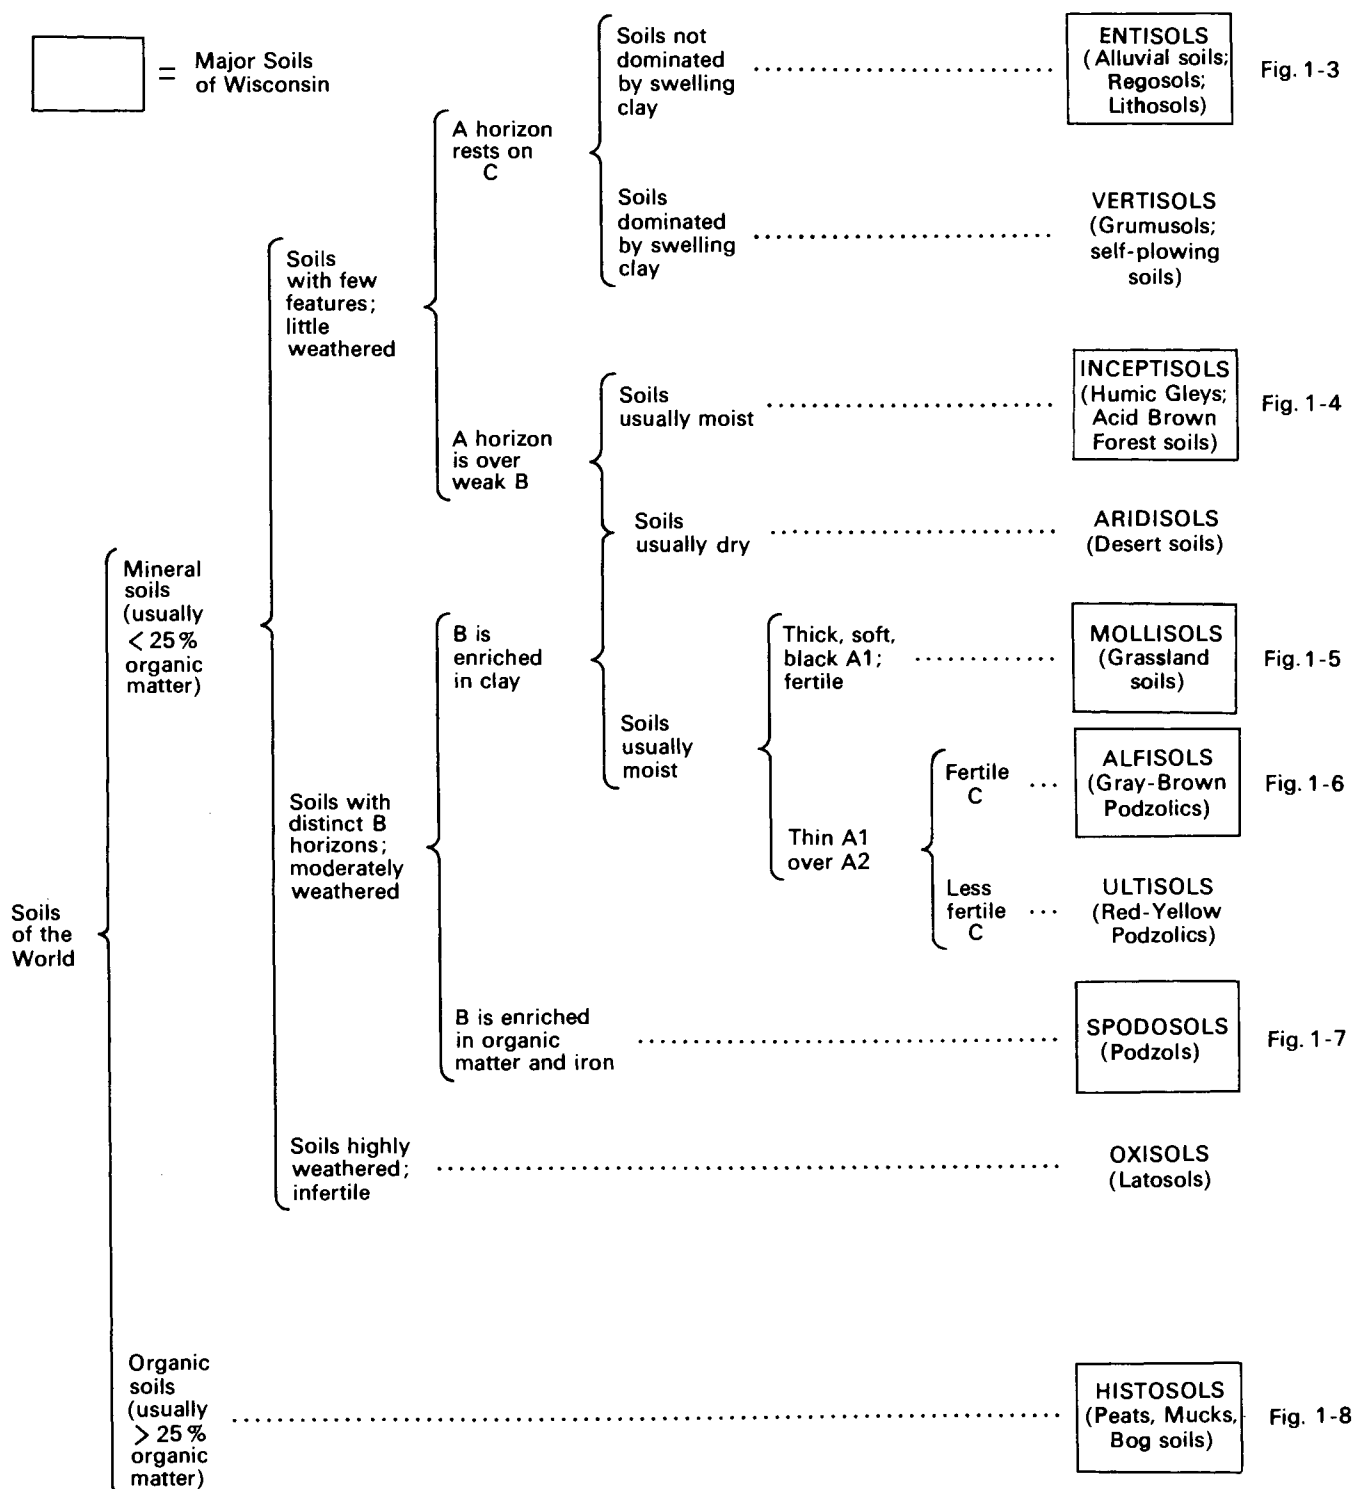 = Major Soils
of Wisconsin
Soils not
dominated
by swelling
clay
ENTISOLS
(Alluvial soils;
Regosols;
Lithosols)
Fig. 1-3
A horizon
rests on
C
Soils
dominated
by swelling
clay
VERTISOLS
(Grumusols;
self-plowing
soils)
Soils
with few
features;
little
weathered
Soils
usually moist
INCEPTISOLS
(Humic Gleys;
Acid Brown
Forest soils)
Fig. 1-4
A horizon
is over
weak B
Soils
usually dry
ARIDISOLS
(Desert soils)
Mineral
soils
(usually
< 25%
organic
matter)
B is
enriched
in clay
Thick, soft,
black A1;
fertile
MOLLISOLS
(Grassland
soils)
Fig. 1-5
Soils
usually
moist
Fertile
C
ALFISOLS
(Gray-Brown
Podzolics)
Fig. 1-6
Soils with
distinct B
horizons;
moderately
weathered
Thin A1
over A2
Less
fertile
C
ULTISOLS
(Red-Yellow
Podzolics)
Soils
of the
World
B is enriched
in organic
matter and iron
SPODOSOLS
(Podzols)
Fig. 1-7
Soils highly
weathered;
infertile
OXISOLS
(Latosols)
Organic
soils
(usually
> 25%
organic
matter)
HISTOSOLS
(Peats, Mucks,
Bog soils)
Fig. 1-8